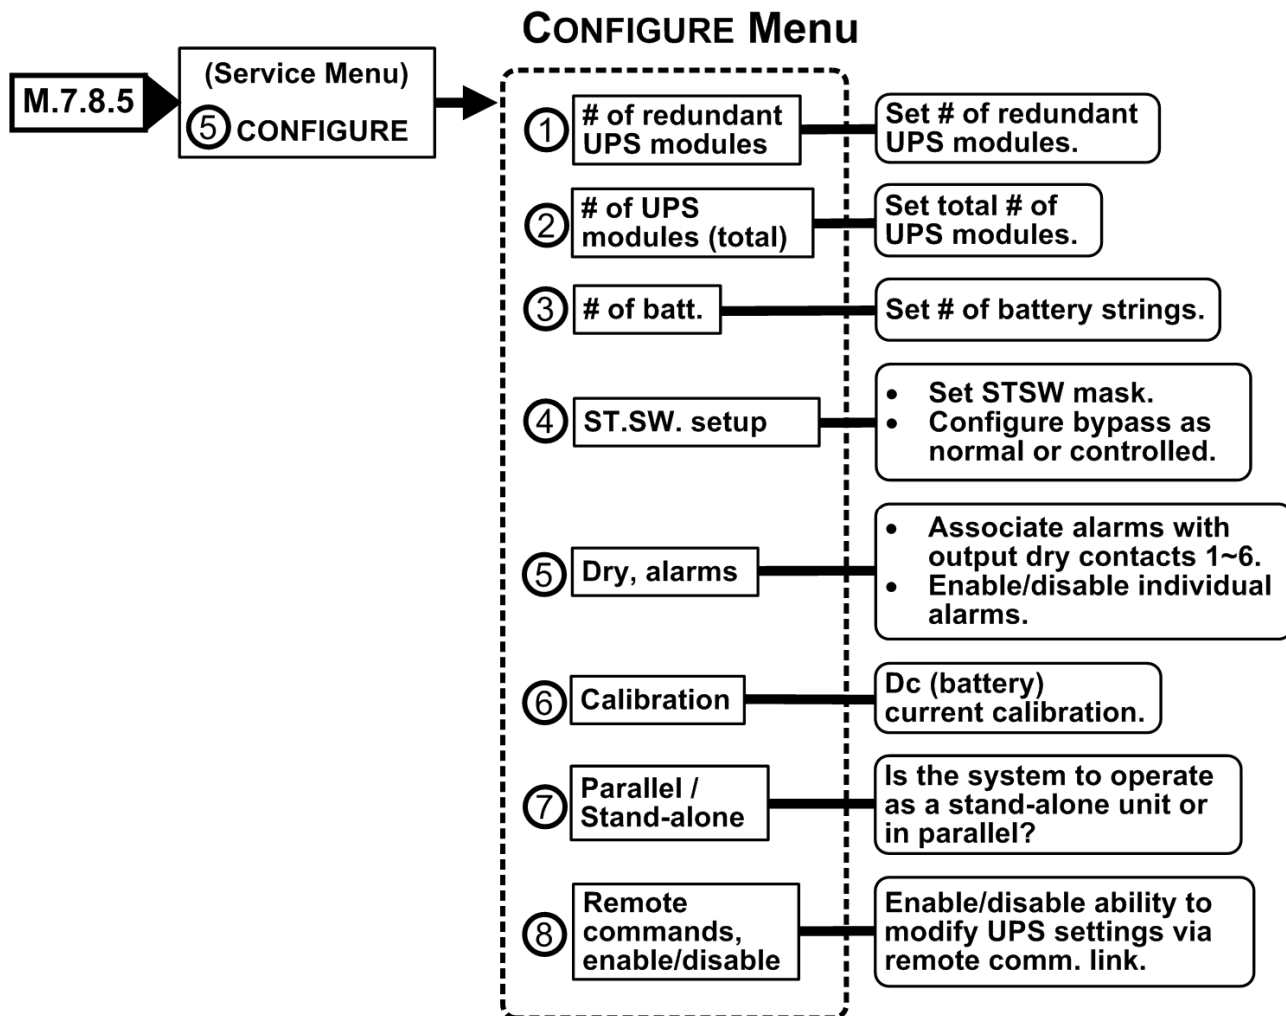 CONFIGURE Menu
M.7.8.5
(Service Menu)
5 CONFIGURE
1
# of redundant
UPS modules
Set # of redundant
UPS modules.
2
# of UPS
modules (total)
Set total # of
UPS modules.
3
# of batt.
Set # of battery strings.
4
ST.SW. setup
• Set STSW mask.
• Configure bypass as
normal or controlled.
5
Dry, alarms
• Associate alarms with
output dry contacts 1~6.
• Enable/disable individual
alarms.
6
Calibration
Dc (battery)
current calibration.
7
Parallel /
Stand-alone
Is the system to operate
as a stand-alone unit or
in parallel?
8
Remote
commands,
enable/disable
Enable/disable ability to
modify UPS settings via
remote comm. link.